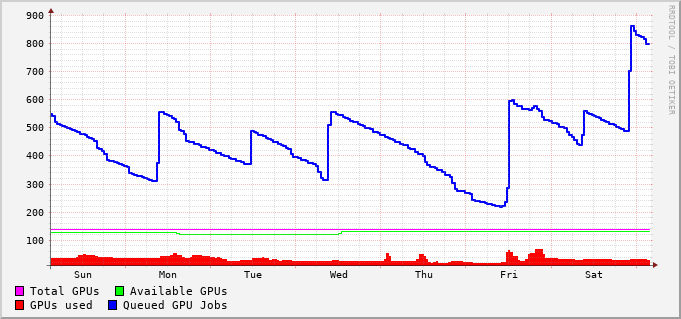 900
800
700
600
500
400
300
200
100
Sun Mon Tue Wed Thu Fri Sat
Total GPUs Available GPUs
GPUs used Queued GPU Jobs
RRDTOOL / TOBI OETIKER